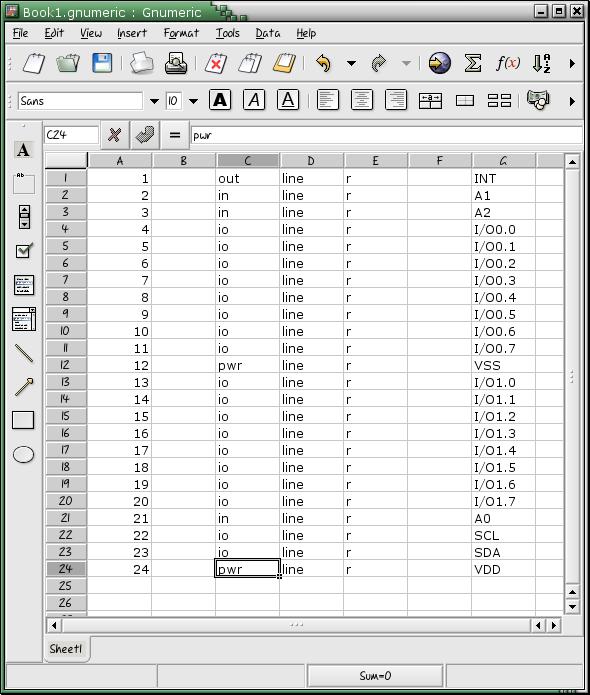 Book1.gnumeric : Gnumeric
File Edit View Insert Format Tools Data Line Help
f(x) A Z
Sans 10 A A A
C24 = pwr
A Ab
A B C D E F G
1 1 out line r INT
2 2 in line r A1
3 3 in line r A2
4 4 io line r I/O0.0
5 5 io line r I/O0.1
6 6 io line r I/O0.2
7 7 io line r I/O0.3
8 8 io line r I/O0.4
9 9 io line r I/O0.5
10 10 io line r I/O0.6
11 11 io line r I/O0.7
12 12 pwr line r VSS
13 13 io line r I/O1.0
14 14 io line r I/O1.1
15 15 io line r I/O1.2
16 16 io line r I/O1.3
17 17 io line r I/O1.4
18 18 io line r I/O1.5
19 19 io line r I/O1.6
20 20 io line r I/O1.7
21 21 in line r A0
22 22 io line r SCL
23 23 io line r SDA
24 24 pwr line r VDD
25
26
Sheet1
Sum=0